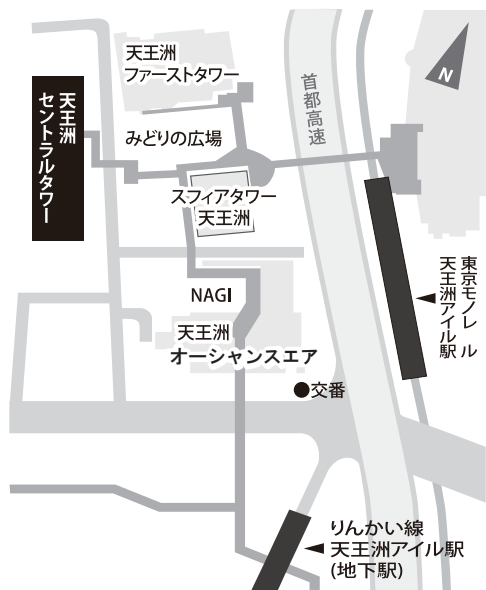 天王洲
ファーストタワー
首都高速
N
天王洲
セントラルタワー
みどりの広場
スフィアタワー
天王洲
東京モノレール
天王洲アイル駅
NAGI
天王洲
オーシャンスエア
●交番
りんかい線
天王洲アイル駅
(地下駅)